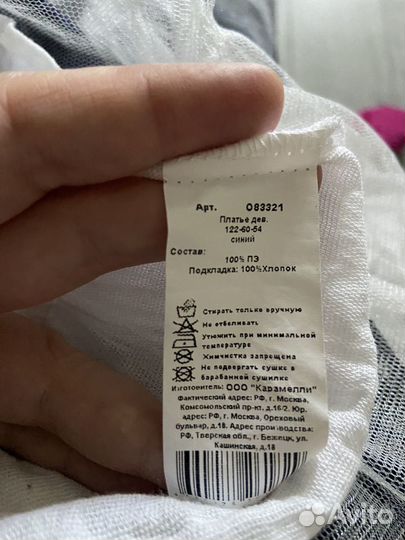 Арт. 083321
Платье дев.
122-60-54
синий
Состав:
100% ПЭ
Подкладка: 100%Хлопок
Стирать только вручную
Не отбеливать
Утюжить при минимальной
температуре
Химчистка запрещена
Не подвергать сушке в
барабанной сушилке
Изготовитель: ООО "Карамелли"
Фактический адрес: РФ, г. Москва,
Комсомольский пр-кт, д.16/2. Юр.
адрес: РФ, г. Москва, Ореховый
бульвар, д.18. Адрес производства:
РФ, Тверская обл., г. Бежецк, ул.
Кашинская, д.18
Avito